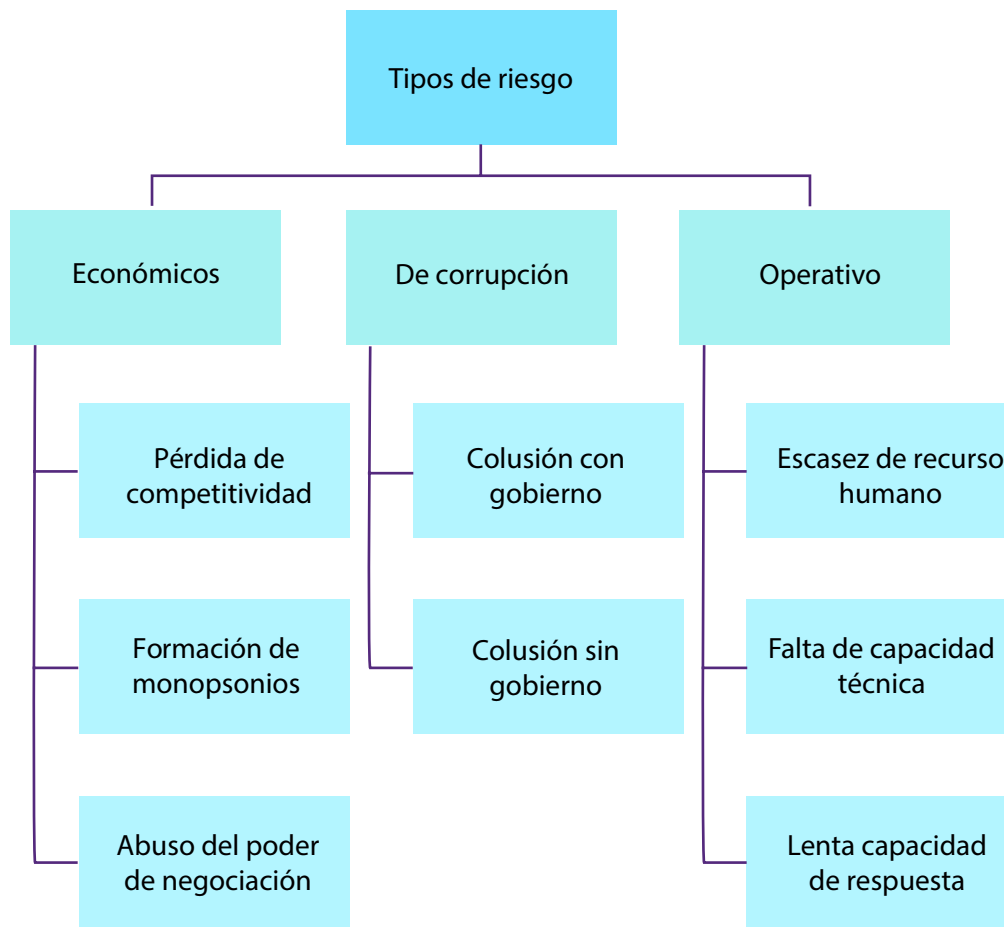 Tipos de riesgo
Económicos
De corrupción
Operativo
Pérdida de
competitividad
Colusión con
gobierno
Escasez de recurso
humano
Formación de
monopsonios
Colusión sin
gobierno
Falta de capacidad
técnica
Abuso del poder
de negociación
Lenta capacidad
de respuesta